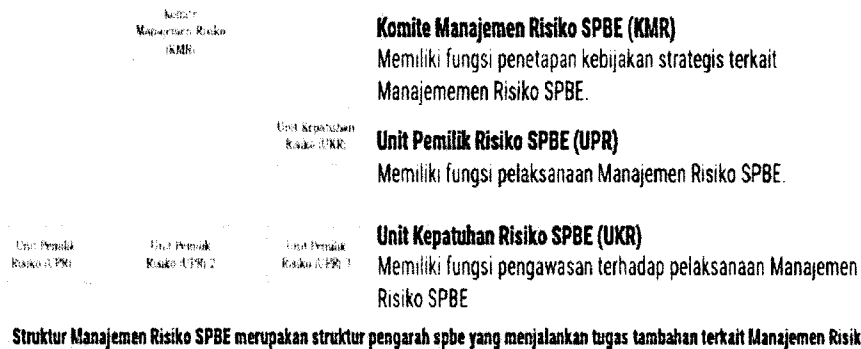 Komite
Manajemen Risiko
(KMR)
Komite Manajemen Risiko SPBE (KMR)
Memiliki fungsi penetapan kebijakan strategis terkait
Manajememen Risiko SPBE.
Unit Kepatuhan
Risiko (UKR)
Unit Pemilik Risiko SPBE (UPR)
Memiliki fungsi pelaksanaan Manajemen Risiko SPBE.
Unit Pemilik
Risiko (UPR)
Unit Pemilik
Risiko (UPR) 2
Unit Pemilik
Risiko (UPR) 3
Unit Kepatuhan Risiko SPBE (UKR)
Memiliki fungsi pengawasan terhadap pelaksanaan Manajemen
Risiko SPBE
Struktur Manajemen Risiko SPBE merupakan struktur pengarah spbe yang menjalankan tugas tambahan terkait Manajemen Risik